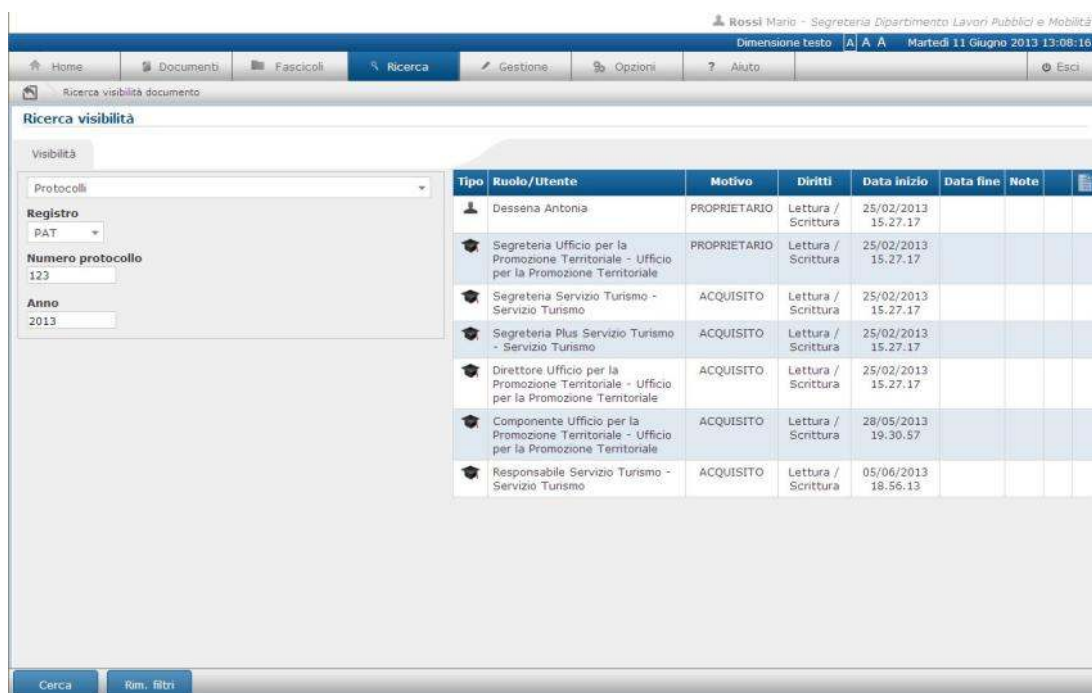 Rossi Mario - Segreteria Dipartimento Lavori Pubblici e Mobilità
Dimensione testo A A A Martedì 11 Giugno 2013 13:08:16
Home Documenti Fascicoli Ricerca Gestione Opzioni ? Aiuto Esci
Ricerca visibilità documento
Ricerca visibilità
Visibilità
Protocolli
Registro
PAT
Numero protocollo
123
Anno
2013
Tipo Ruolo/Utente Motivo Diritti Data inizio Data fine Note
Dessena Antonia PROPRIETARIO Lettura / 25/02/2013
Scrittura 15.27.17
Segreteria Ufficio per la PROPRIETARIO Lettura / 25/02/2013
Promozione Territoriale - Ufficio Scrittura 15.27.17
per la Promozione Territoriale
Segreteria Servizio Turismo - ACQUISITO Lettura / 25/02/2013
Servizio Turismo Scrittura 15.27.17
Segreteria Plus Servizio Turismo ACQUISITO Lettura / 25/02/2013
- Servizio Turismo Scrittura 15.27.17
Direttore Ufficio per la ACQUISITO Lettura / 25/02/2013
Promozione Territoriale - Ufficio Scrittura 15.27.17
per la Promozione Territoriale
Componente Ufficio per la ACQUISITO Lettura / 28/05/2013
Promozione Territoriale - Ufficio Scrittura 19.30.57
per la Promozione Territoriale
Responsabile Servizio Turismo - ACQUISITO Lettura / 05/06/2013
Servizio Turismo Scrittura 18.56.13
Cerca Rim. filtri